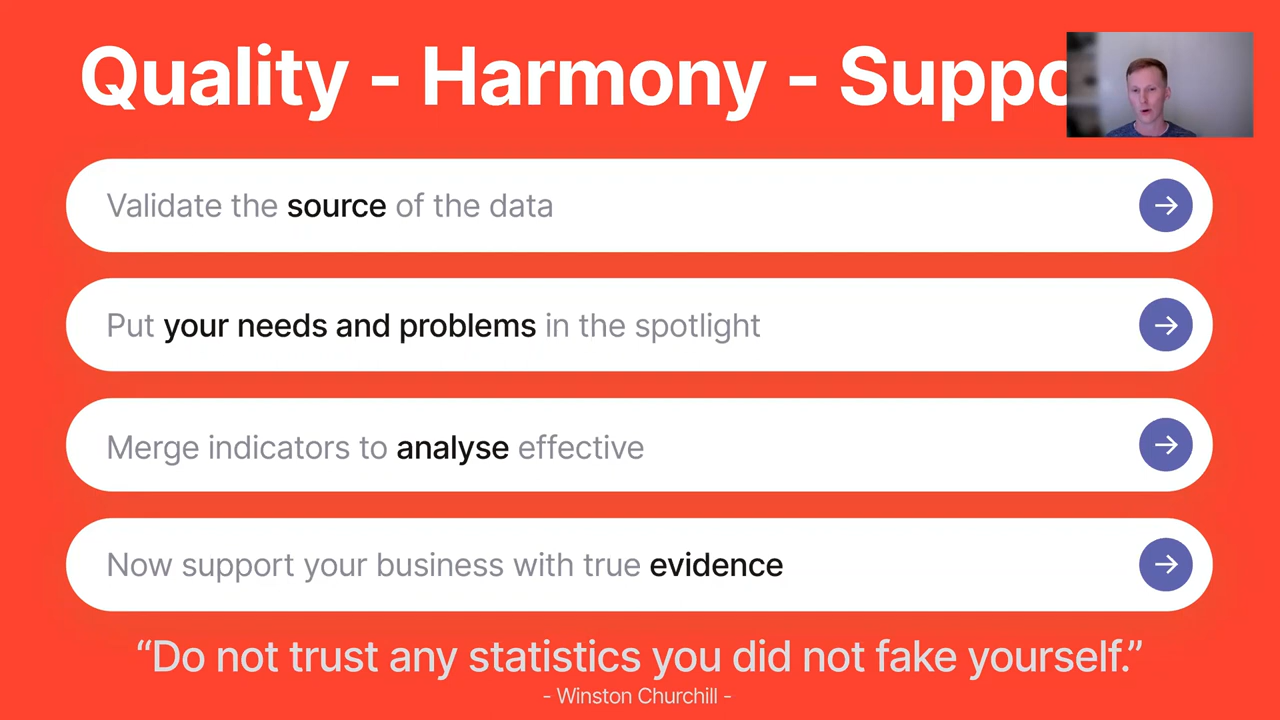 Quality - Harmony - Suppo
Validate the source of the data
Put your needs and problems in the spotlight
Merge indicators to analyse effective
Now support your business with true evidence
“Do not trust any statistics you did not fake yourself.”
- Winston Churchill -